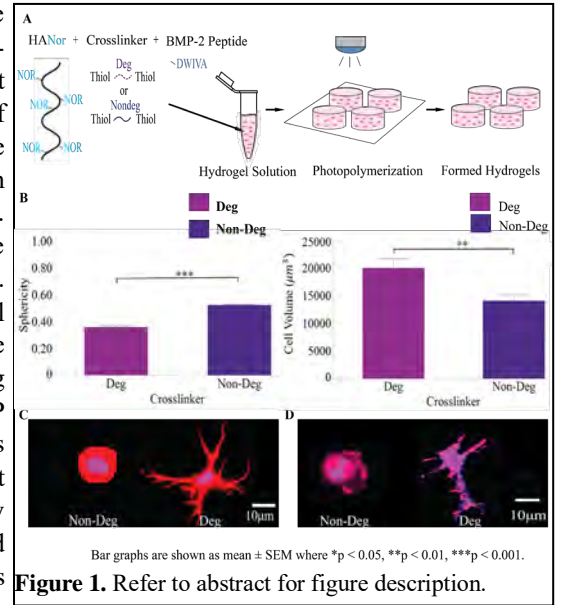 A
HANor + Crosslinker + BMP-2 Peptide
Deg
~DWIVA
Thiol Thiol
or
Nondeg
Thiol Thiol
NOR
NOR
NOR
NOR
NOR
Hydrogel Solution Photopolymerization Formed Hydrogels
B
Deg
Non-Deg
Deg
Non-Deg
1.00
0.80
0.60
0.40
0.20
0
Sphericity
***
Deg Non-Deg
Crosslinker
25000
20000
15000
10000
5000
0
Cell Volume (μm³)
**
Deg Non-Deg
Crosslinker
C
Non-Deg Deg
10μm
D
Non-Deg Deg
10μm
Bar graphs are shown as mean ± SEM where *p < 0.05, **p < 0.01, ***p < 0.001.
Figure 1. Refer to abstract for figure description.